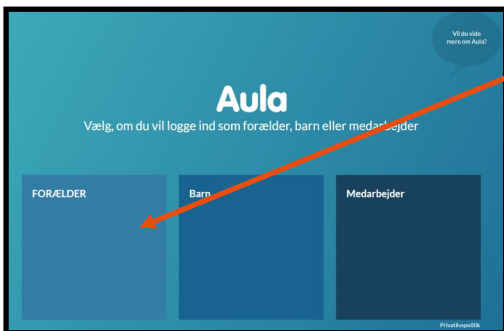 Vil du vide
mere om Aula?
Aula
Vælg, om du vil logge ind som forælder, barn eller medarbejder
FORÆLDER
Barn
Medarbejder
Privatlivspolitik